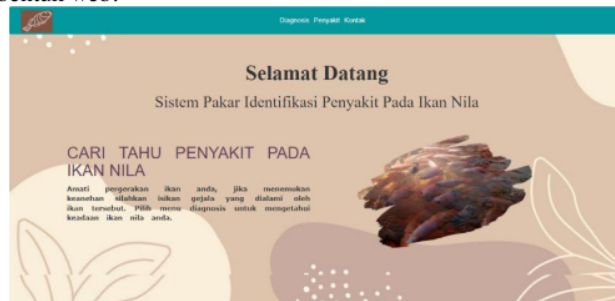 Diagnosis Penyakit Kontak
Selamat Datang
Sistem Pakar Identifikasi Penyakit Pada Ikan Nila
CARI TAHU PENYAKIT PADA
IKAN NILA
Amati pergerakan ikan anda, jika menemukan
keanehan silahkan isikan gejala yang dialami oleh
ikan tersebut. Pilih menu diagnosis untuk mengetahui
keadaan ikan nila anda.